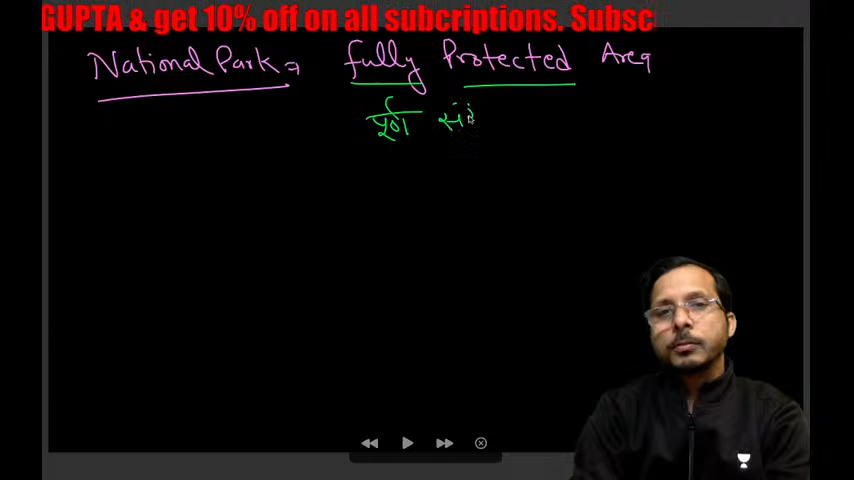 GUPTA & get 10% off on all subcriptions. Subsc
National Park ⇒ fully Protected Area
पूर्ण सं